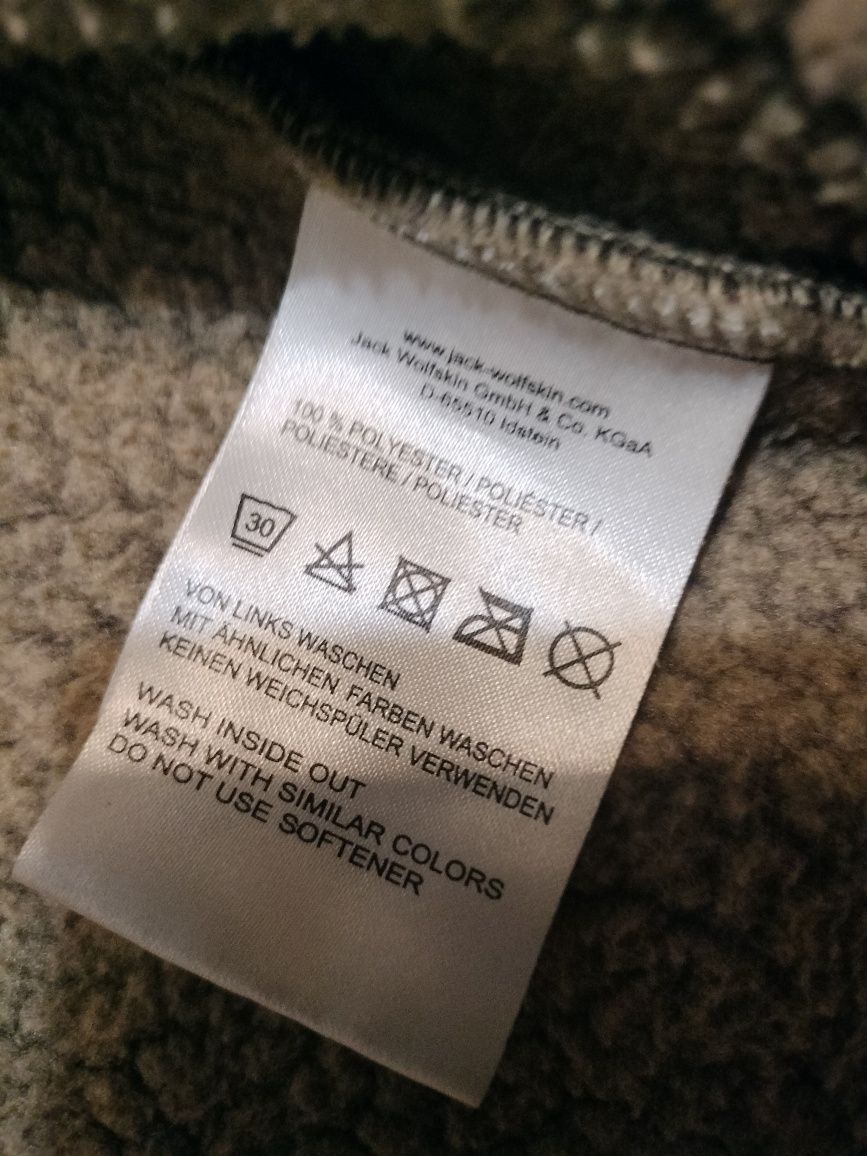 www.jack-wolfskin.com
Jack Wolfskin GmbH & Co. KGaA
D-65510 Idstein
100 % POLYESTER / POLIÉSTER /
POLIESTERE / POLIESTER
30
VON LINKS WASCHEN
MIT ÄHNLICHEN FARBEN WASCHEN
KEINEN WEICHSPÜLER VERWENDEN
WASH INSIDE OUT
WASH WITH SIMILAR COLORS
DO NOT USE SOFTENER